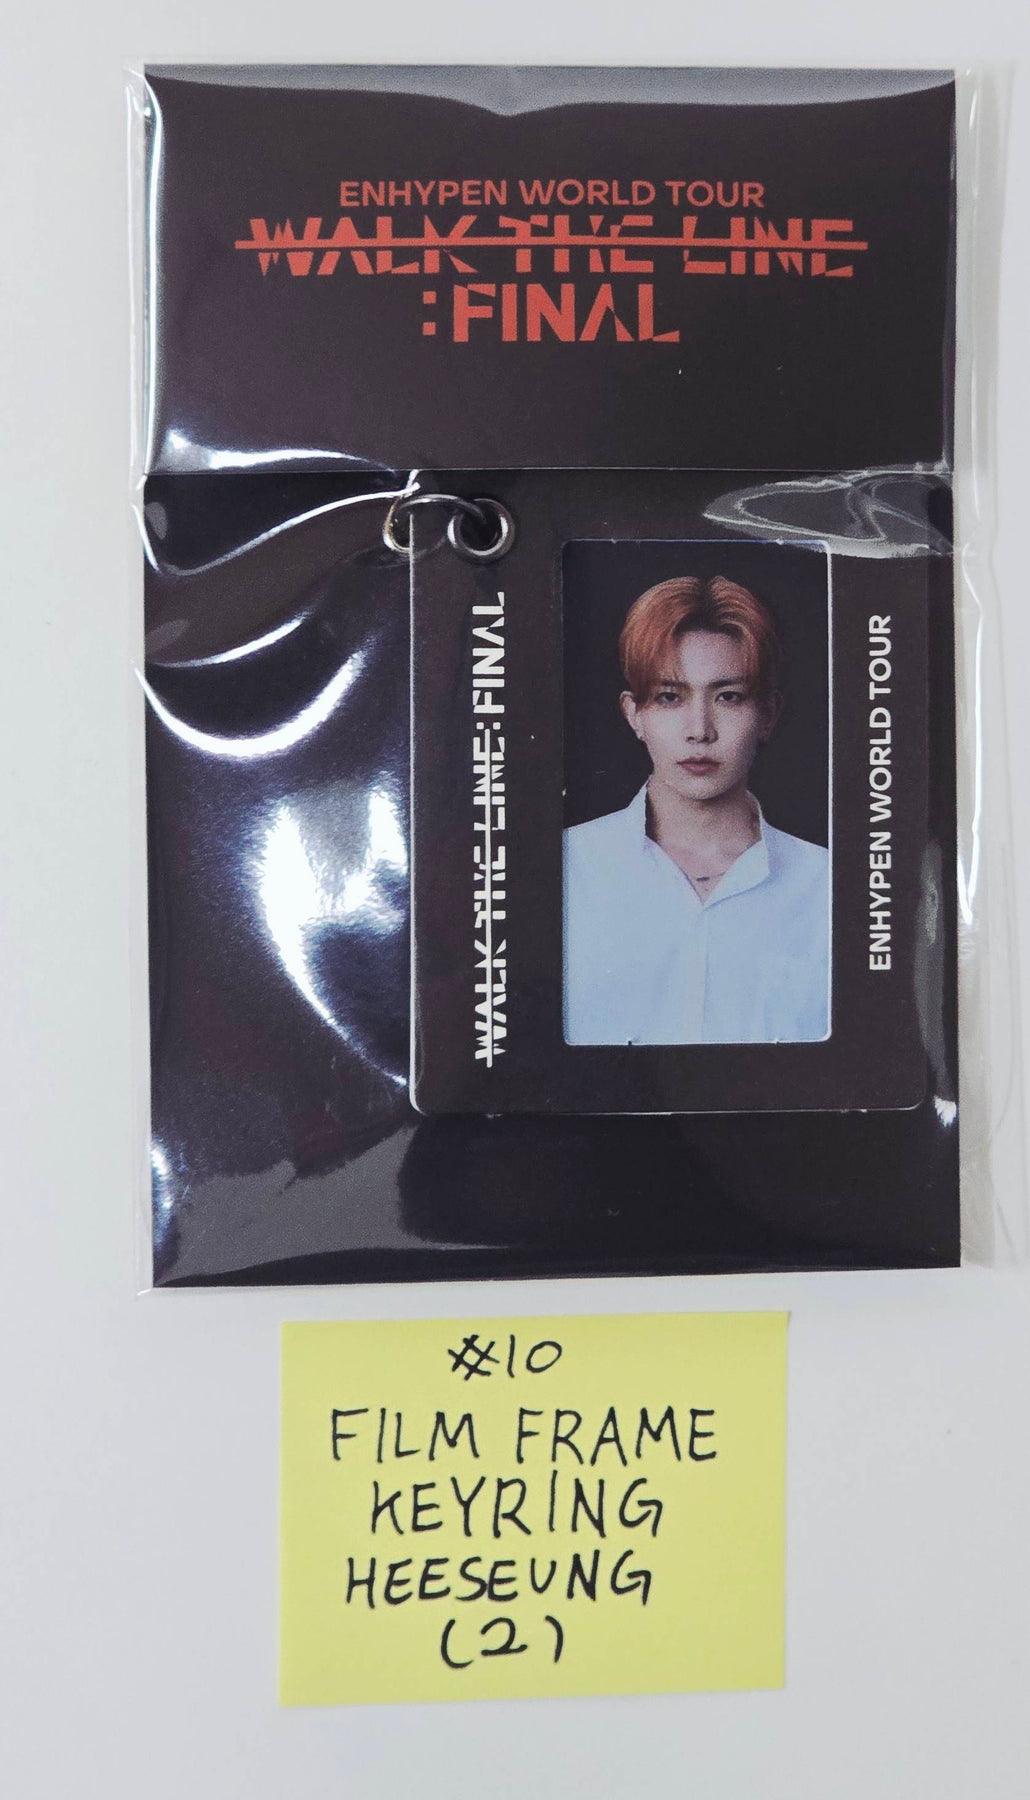 ENHYPEN WORLD TOUR
WALK THE LINE
:FINAL
WALK THE LINE:FINAL
ENHYPEN WORLD TOUR
#10
FILM FRAME
KEYRING
HEESEUNG
(2)